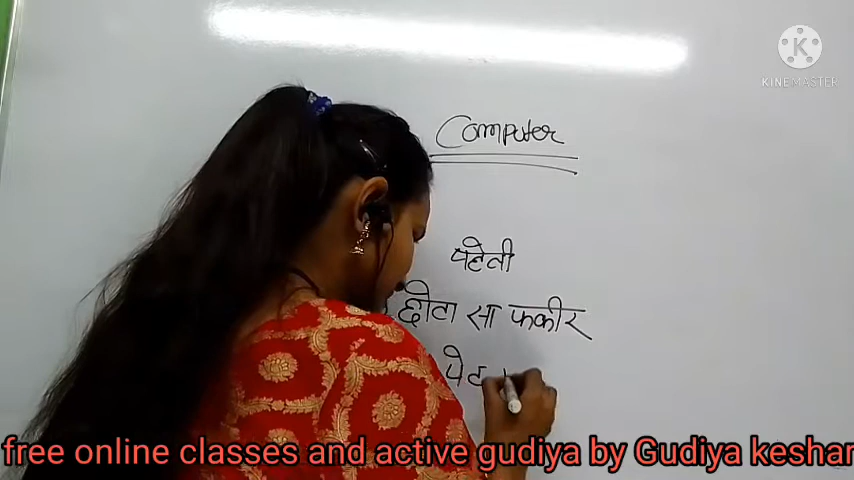 KINEMASTER
Computer
पहेली
छोटा सा फकीर
पेट
free online classes and active gudiya by Gudiya keshar